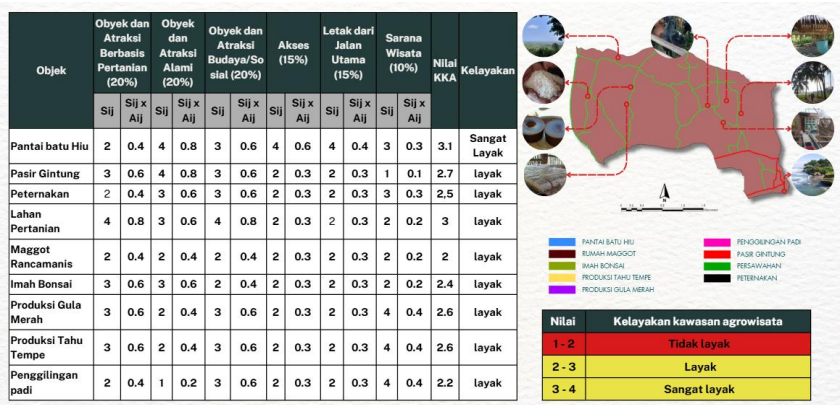 Objek
Obyek dan Atraksi Berbasis Pertanian (20%)
Obyek dan Atraksi Alami (20%)
Obyek dan Atraksi Budaya/So sial (20%)
Akses (15%)
Letak dari Jalan Utama (15%)
Sarana Wisata (10%)
Nilai KKA
Kelayakan
Sij Sij x Aij Sij Sij x Aij Sij Sij x Aij Sij Sij x Aij Sij Sij x Aij Sij Sij x Aij
Pantai batu Hiu 2 0.4 4 0.8 3 0.6 4 0.6 4 0.4 3 0.3 3.1 Sangat Layak
Pasir Gintung 3 0.6 4 0.8 3 0.6 2 0.3 2 0.3 1 0.1 2.7 layak
Peternakan 2 0.4 3 0.6 3 0.6 2 0.3 2 0.3 3 0.3 2,5 layak
Lahan Pertanian 4 0.8 3 0.6 4 0.8 2 0.3 2 0.3 2 0.2 3 layak
Maggot Rancamanis 2 0.4 2 0.4 2 0.4 2 0.3 2 0.3 2 0.2 2 layak
Imah Bonsai 3 0.6 3 0.6 2 0.4 2 0.3 2 0.3 2 0.2 2.4 layak
Produksi Gula Merah 3 0.6 2 0.4 3 0.6 2 0.3 2 0.3 4 0.4 2.6 layak
Produksi Tahu Tempe 3 0.6 2 0.4 3 0.6 2 0.3 2 0.3 4 0.4 2.6 layak
Penggilingan padi 2 0.4 1 0.2 3 0.6 2 0.3 2 0.3 4 0.4 2.2 layak
N
PANTAI BATU HIU
RUMAH MAGGOT
IMAH BONSAI
PRODUKSI TAHU TEMPE
PRODUKSI GULA MERAH
PENGGILINGAN PADI
PASIR GINTUNG
PERSAWAHAN
PETERNAKAN
Nilai Kelayakan kawasan agrowisata
1 - 2 Tidak layak
2 - 3 Layak
3 - 4 Sangat layak